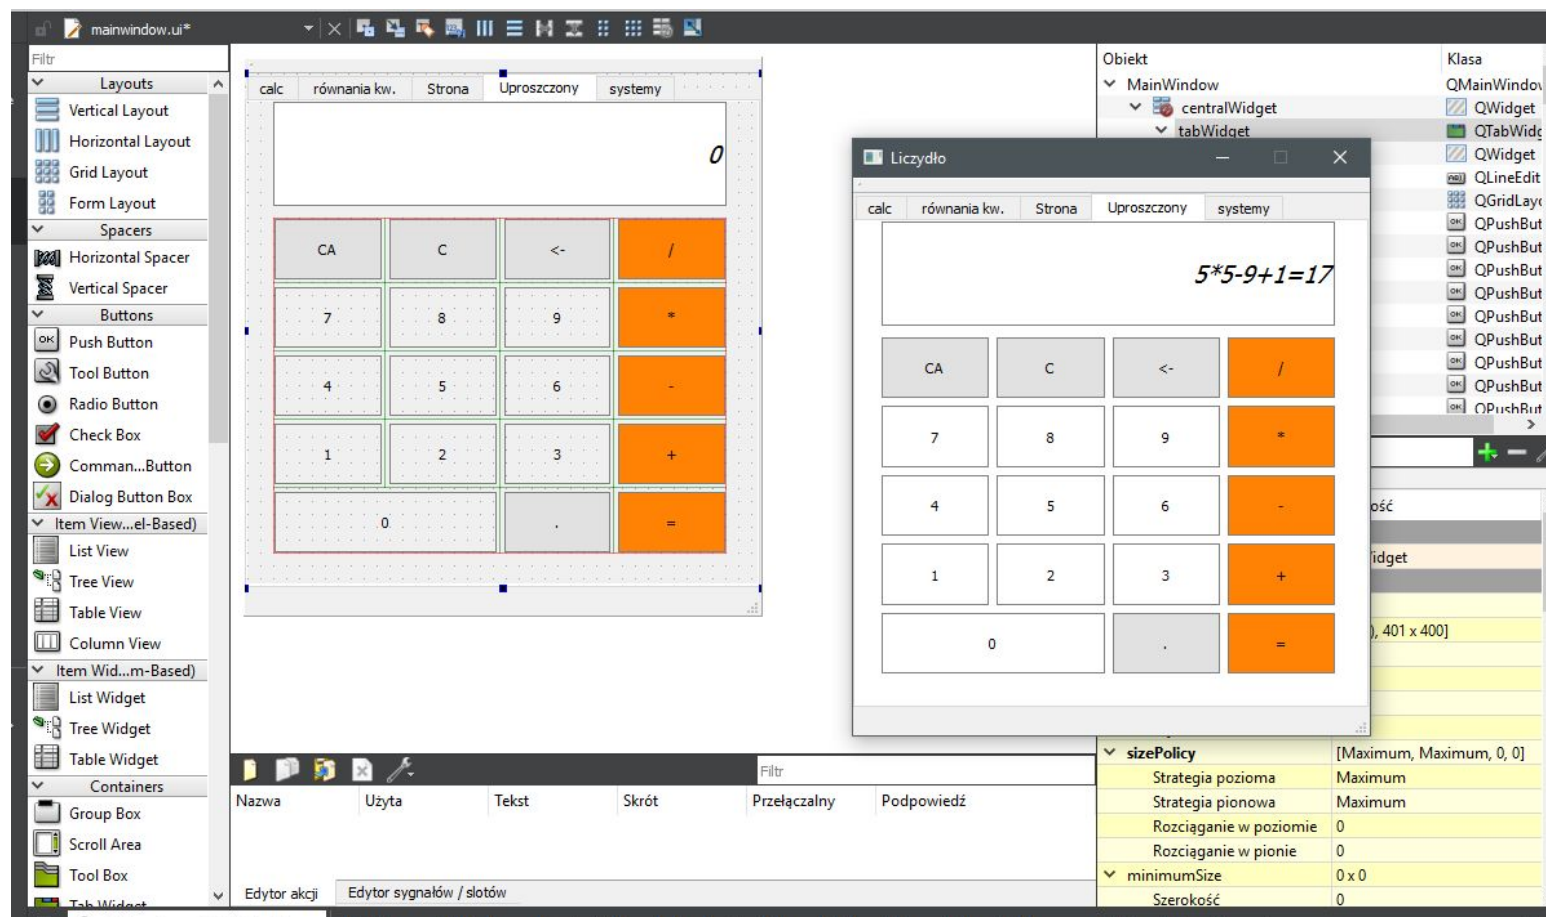 mainwindow.ui*
Filtr
Layouts
Vertical Layout
Horizontal Layout
Grid Layout
Form Layout
Spacers
Horizontal Spacer
Vertical Spacer
Buttons
OK Push Button
Tool Button
Radio Button
Check Box
Comman...Button
Dialog Button Box
Item View...el-Based)
List View
Tree View
Table View
Column View
Item Wid...m-Based)
List Widget
Tree Widget
Table Widget
Containers
Group Box
Scroll Area
Tool Box
Tab Widget
calc równania kw. Strona Uproszczony systemy
0
CA C <- /
7 8 9 *
4 5 6 -
1 2 3 +
0 . =
Filtr
Nazwa Użyta Tekst Skrót Przełączalny Podpowiedź
Edytor akcji Edytor sygnałów / slotów
Liczydło
calc równania kw. Strona Uproszczony systemy
5*5-9+1=17
CA C <- /
7 8 9 *
4 5 6 -
1 2 3 +
0 . =
Obiekt Klasa
MainWindow QMainWindov
centralWidget QWidget
tabWidget QTabWidg
QWidget
QLineEdit
QGridLayo
QPushBut
QPushBut
QPushBut
QPushBut
QPushBut
QPushBut
QPushBut
QPushBut
QPushBut
ość
idget
), 401 x 400]
sizePolicy [Maximum, Maximum, 0, 0]
Strategia pozioma Maximum
Strategia pionowa Maximum
Rozciąganie w poziomie 0
Rozciąganie w pionie 0
minimumSize 0 x 0
Szerokość 0